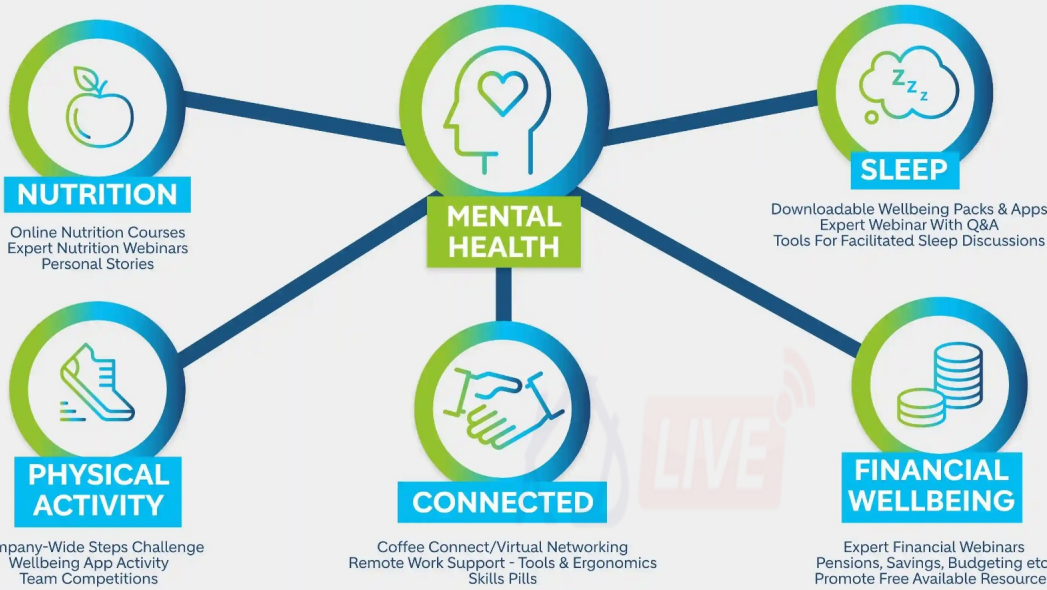 MENTAL
HEALTH
NUTRITION
Online Nutrition Courses
Expert Nutrition Webinars
Personal Stories
z z z
SLEEP
Downloadable Wellbeing Packs & Apps
Expert Webinar With Q&A
Tools For Facilitated Sleep Discussions
PHYSICAL
ACTIVITY
mpany-Wide Steps Challenge
Wellbeing App Activity
Team Competitions
CONNECTED
Coffee Connect/Virtual Networking
Remote Work Support - Tools & Ergonomics
Skills Pills
LIVE
FINANCIAL
WELLBEING
Expert Financial Webinars
Pensions, Savings, Budgeting etc
Promote Free Available Resource